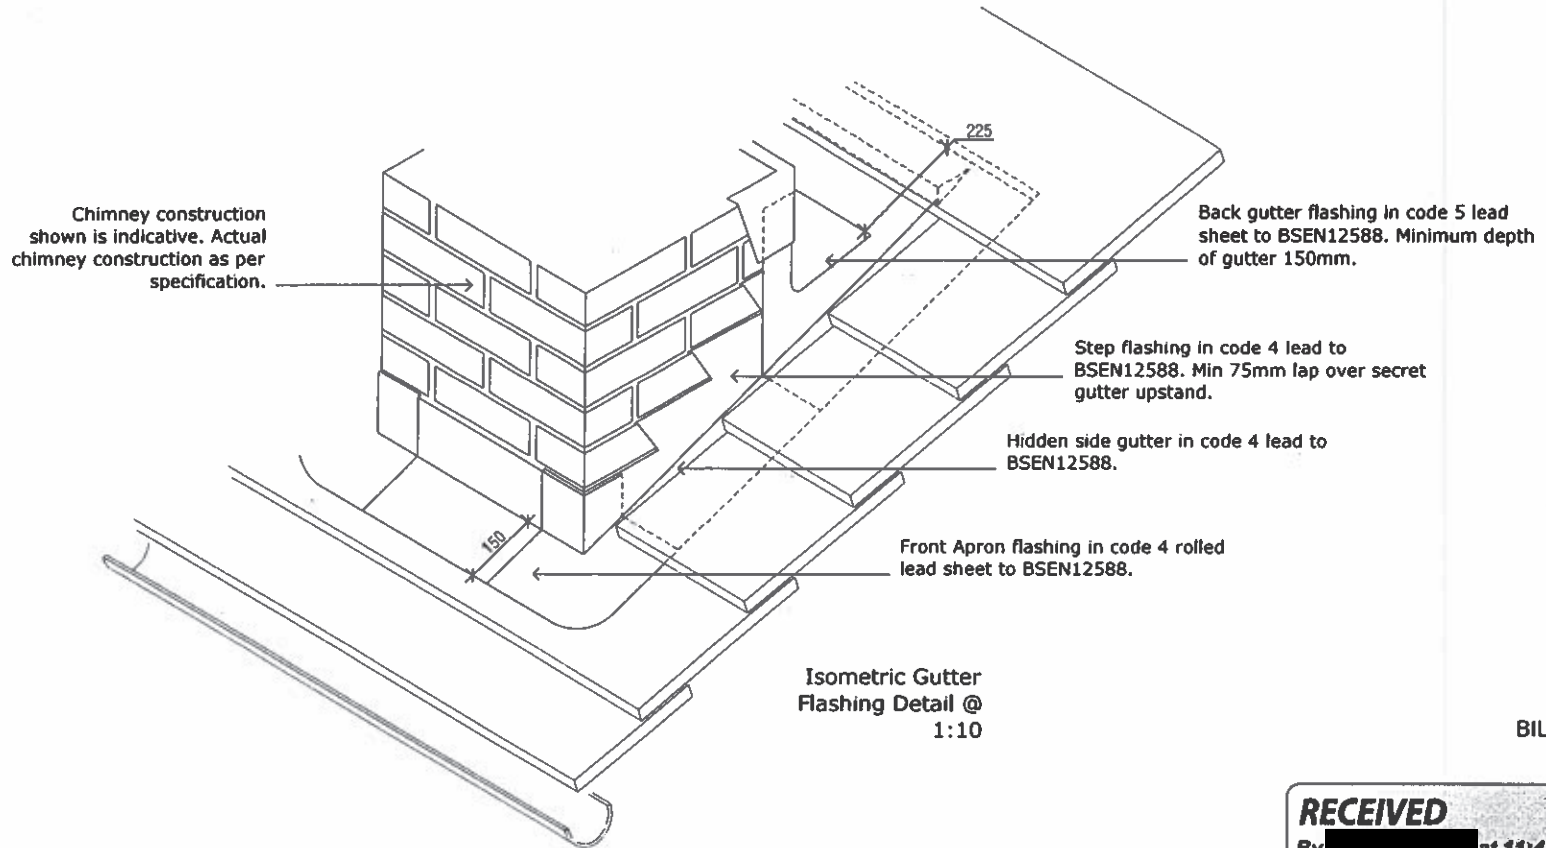 225
Chimney construction
shown is indicative. Actual
chimney construction as per
specification.
Back gutter flashing in code 5 lead
sheet to BSEN12588. Minimum depth
of gutter 150mm.
Step flashing in code 4 lead to
BSEN12588. Min 75mm lap over secret
gutter upstand.
Hidden side gutter in code 4 lead to
BSEN12588.
150
Front Apron flashing in code 4 rolled
lead sheet to BSEN12588.
Isometric Gutter
Flashing Detail @
1:10
BIL
RECEIVED
By